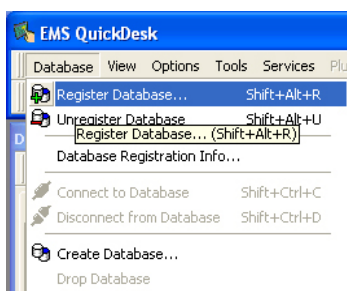 EMS QuickDesk
Database View Options Tools Services Plu
Register Database... Shift+Alt+R
Unregister Database Shift+Alt+U
Register Database... (Shift+Alt+R)
D
Database Registration Info...
Connect to Database Shift+Ctrl+C
Disconnect from Database Shift+Ctrl+D
Create Database...
Drop Database